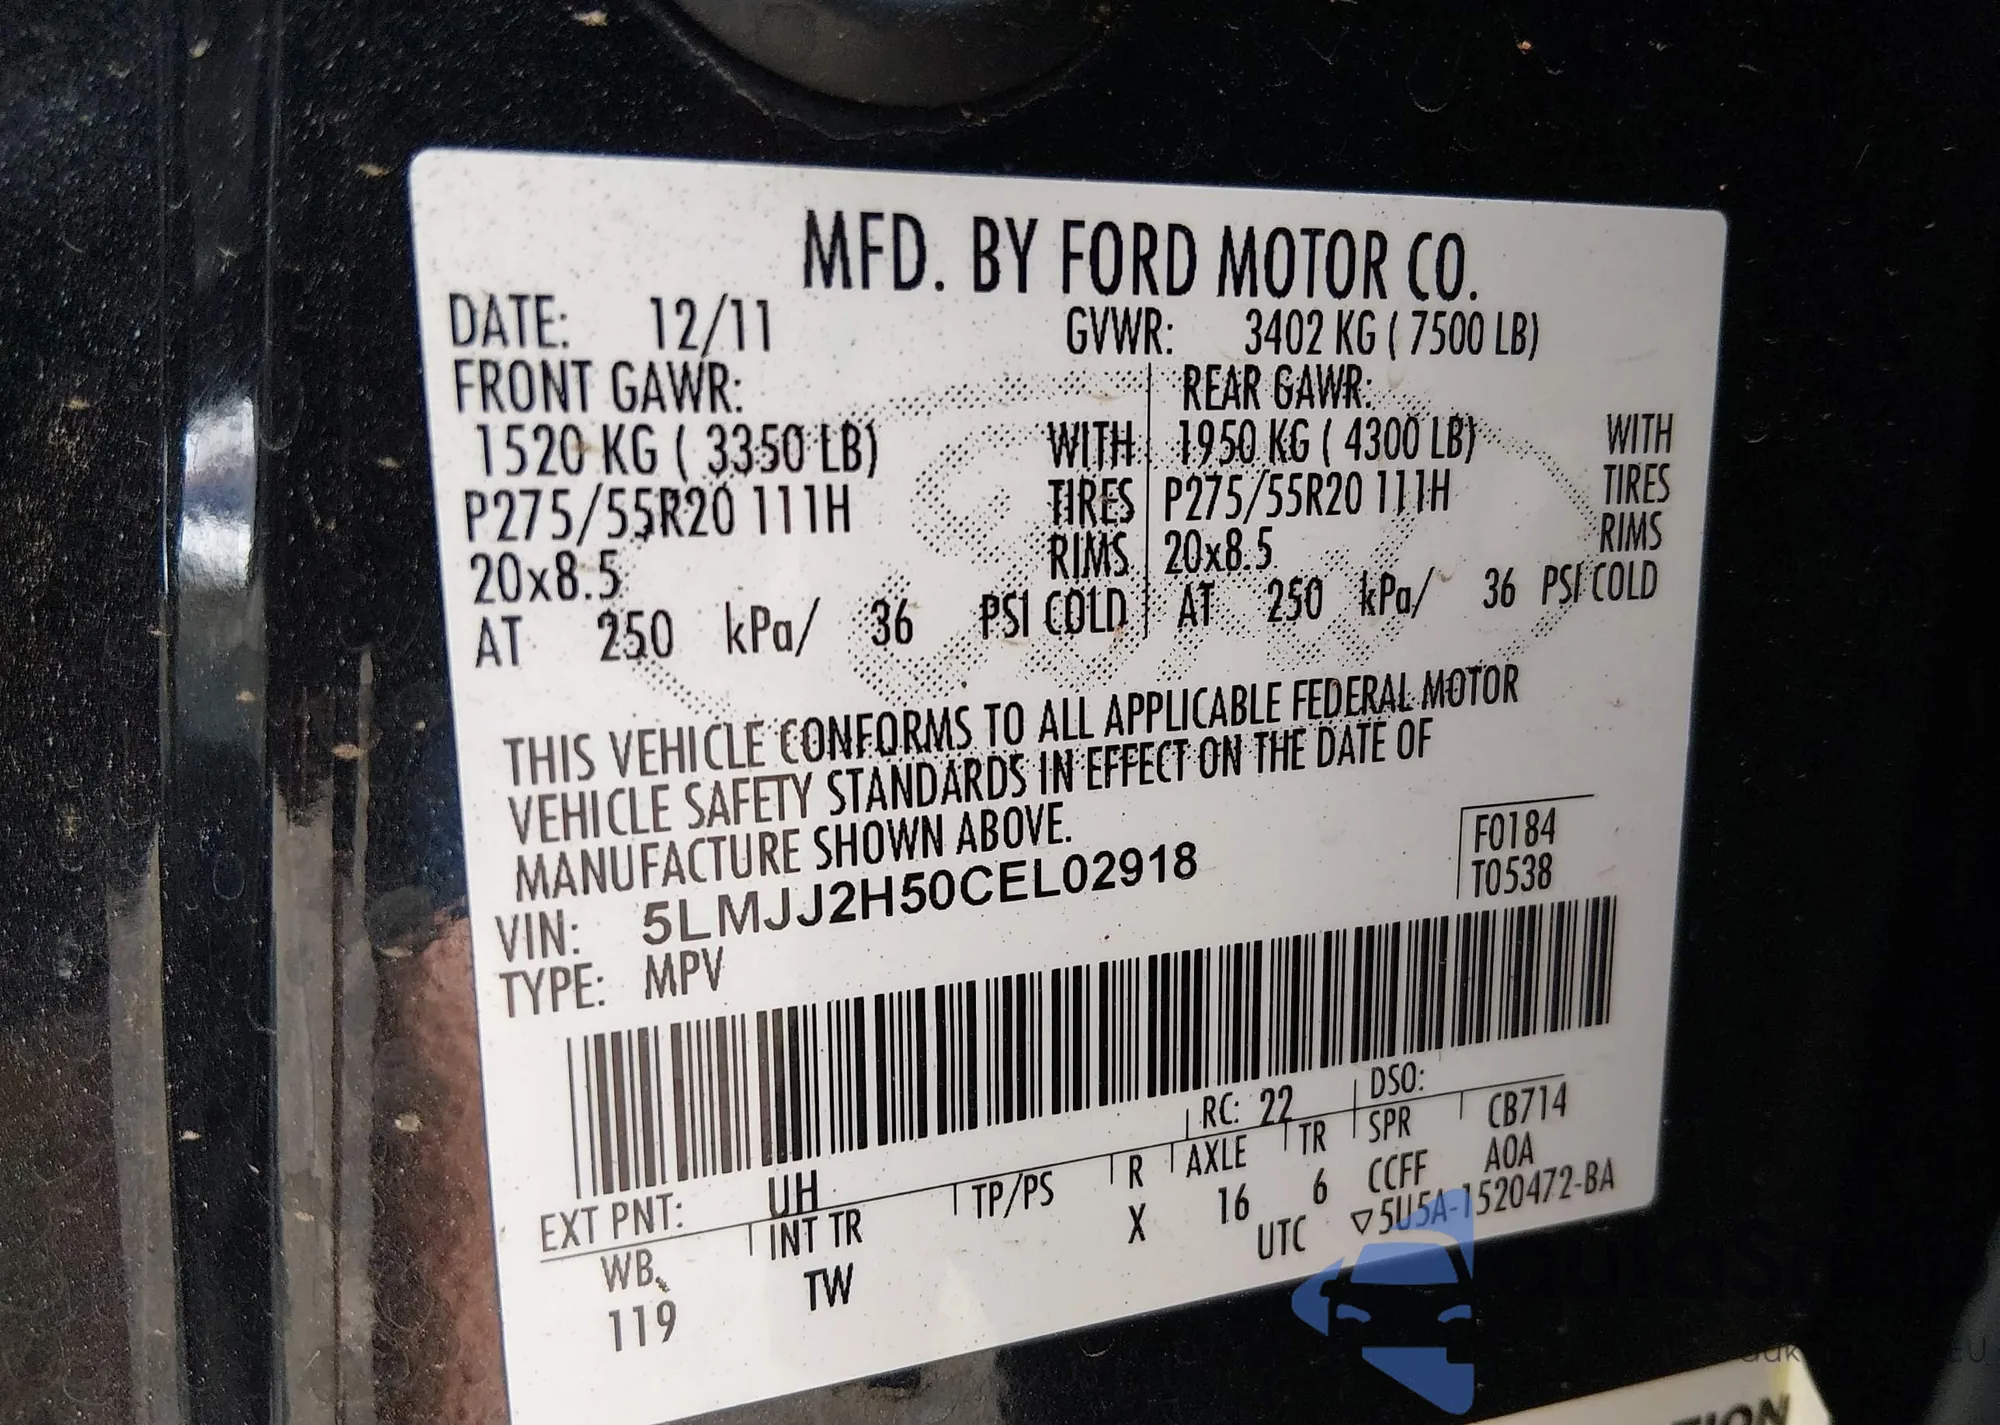 MFD. BY FORD MOTOR CO.
DATE: 12/11 GVWR: 3402 KG ( 7500 LB)
FRONT GAWR: REAR GAWR:
1520 KG ( 3350 LB) WITH 1950 KG ( 4300 LB) WITH
P275/55R20 111H TIRES P275/55R20 111H TIRES
20x8.5 RIMS 20x8.5 RIMS
AT 250 kPa/ 36 PSI COLD AT 250 kPa/ 36 PSI COLD
THIS VEHICLE CONFORMS TO ALL APPLICABLE FEDERAL MOTOR
VEHICLE SAFETY STANDARDS IN EFFECT ON THE DATE OF
MANUFACTURE SHOWN ABOVE.
F0184
T0538
VIN: 5LMJJ2H50CEL02918
TYPE: MPV
RC: 22 DSO:
EXT PNT: UH
WB INT TR TP/PS R AXLE TR SPR CB714
119 TW X 16 6 CCFF AOA
UTC ▽5U5A-1520472-BA